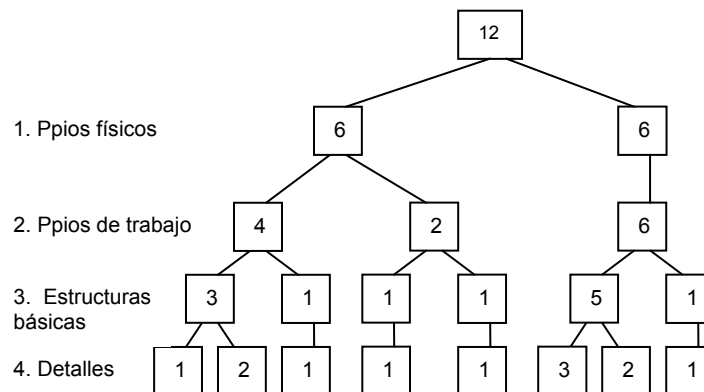 12
1. Ppios físicos 6 6
2. Ppios de trabajo 4 2 6
3. Estructuras 3 1 1 1 5 1
básicas
4. Detalles 1 2 1 1 1 3 2 1